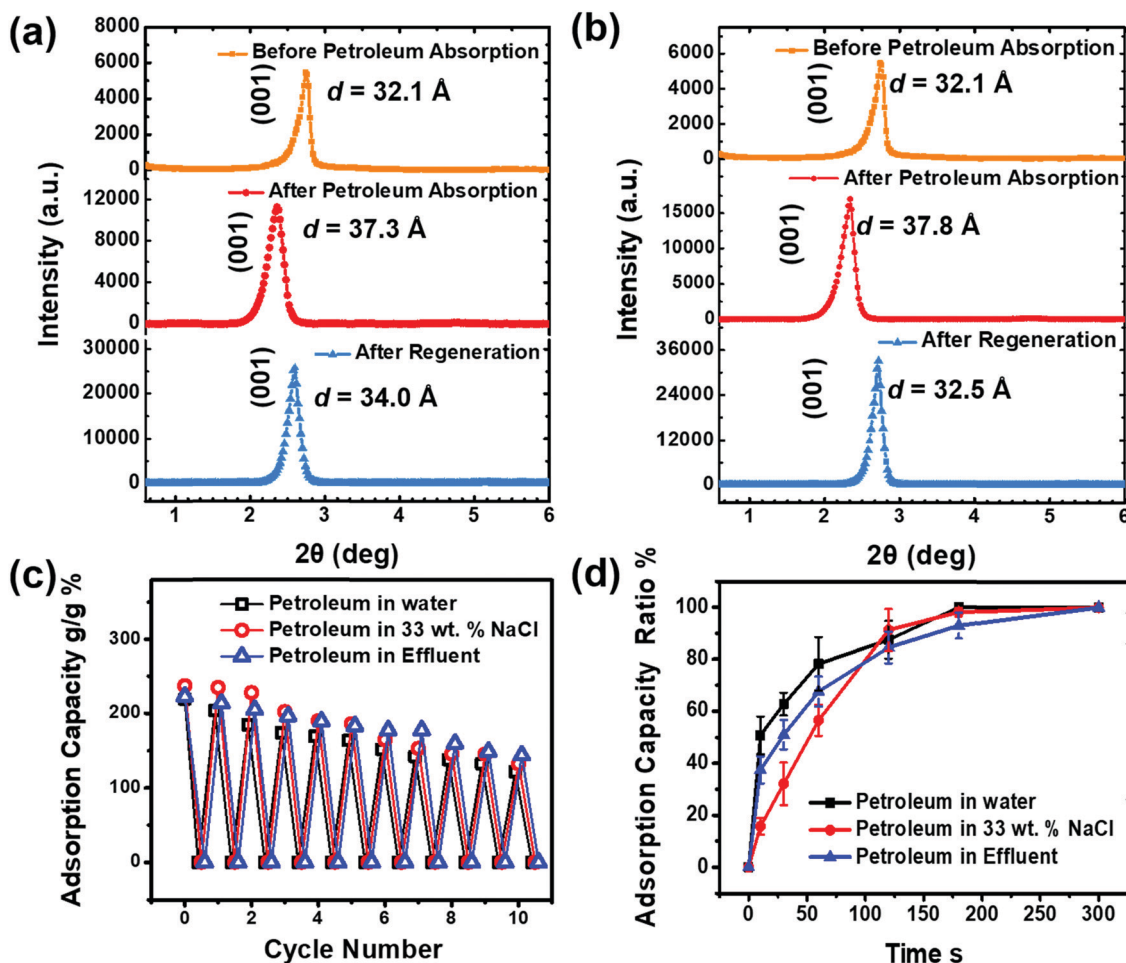 (a)
Before Petroleum Absorption
(001)
d = 32.1 Å
8000
6000
4000
2000
0
After Petroleum Absorption
(001)
d = 37.3 Å
12000
8000
4000
0
After Regeneration
(001)
d = 34.0 Å
30000
20000
10000
0
Intensity (a.u.)
1 2 3 4 5 6
2θ (deg)
(b)
Before Petroleum Absorption
(001)
d = 32.1 Å
6000
4000
2000
0
After Petroleum Absorption
(001)
d = 37.8 Å
15000
10000
5000
0
After Regeneration
(001)
d = 32.5 Å
36000
24000
12000
0
Intensity (a.u.)
1 2 3 4 5 6
2θ (deg)
(c)
Petroleum in water
Petroleum in 33 wt. % NaCl
Petroleum in Effluent
300
200
100
0
Adsorption Capacity g/g %
0 2 4 6 8 10
Cycle Number
(d)
100
80
60
40
20
0
Adsorption Capacity Ratio %
Petroleum in water
Petroleum in 33 wt. % NaCl
Petroleum in Effluent
0 50 100 150 200 250 300
Time s